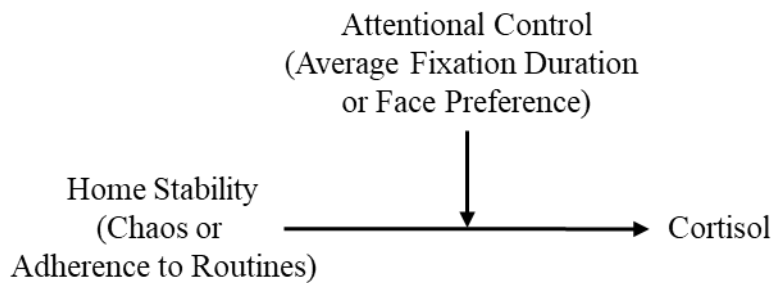 Attentional Control
(Average Fixation Duration
or Face Preference)
Home Stability
(Chaos or
Adherence to Routines)
Cortisol